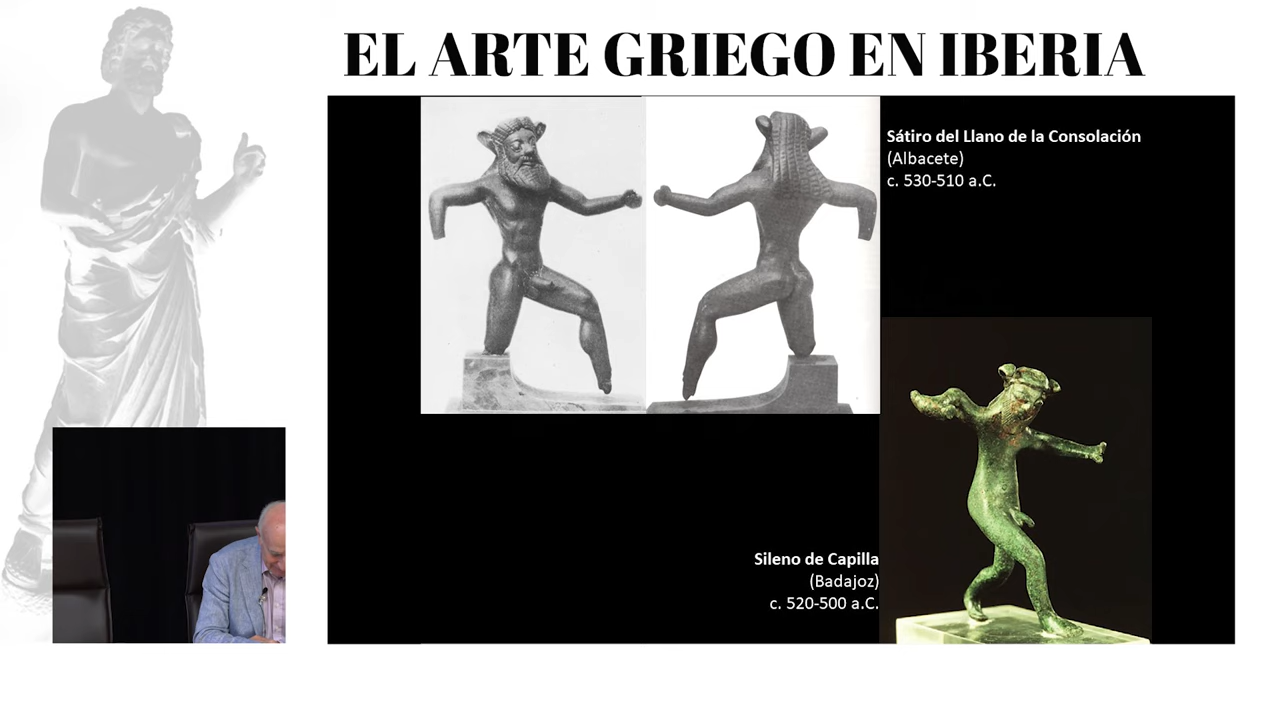 EL ARTE GRIEGO EN IBERIA
Sátiro del Llano de la Consolación
(Albacete)
c. 530-510 a.C.
Sileno de Capilla
(Badajoz)
c. 520-500 a.C.